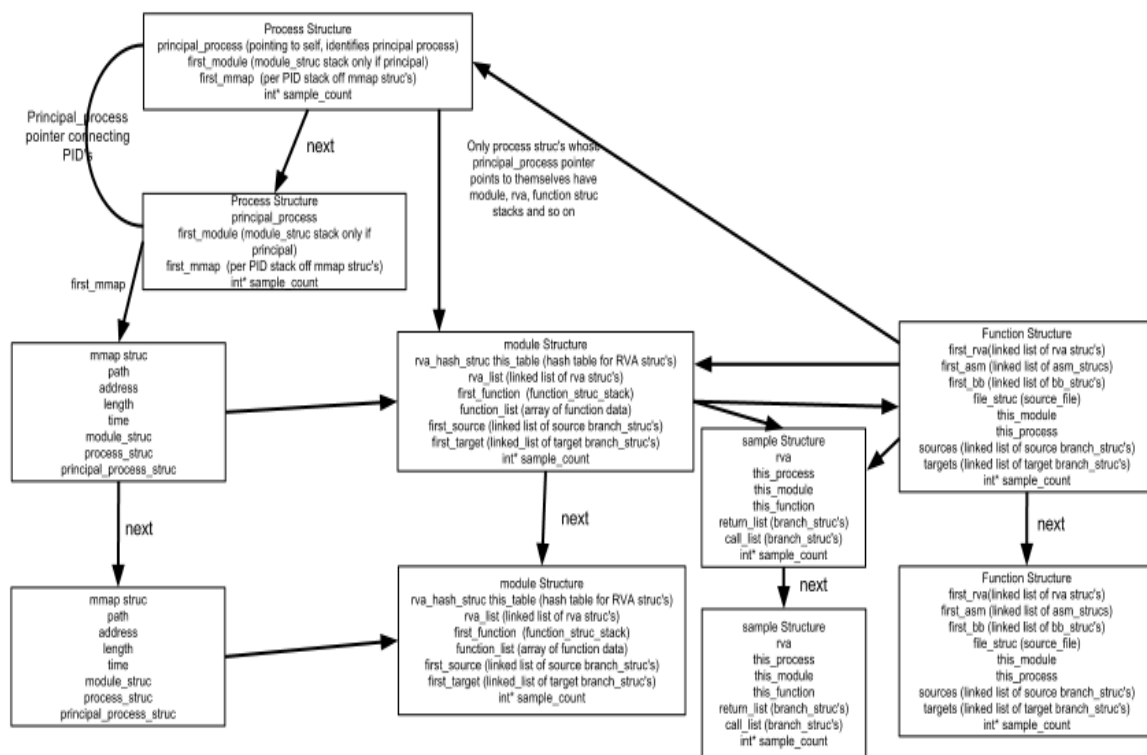 Process Structure
principal_process (pointing to self, identifies principal process)
first_module (module_struc stack only if principal)
first_mmap (per PID stack off mmap struc's)
int* sample_count
Principal_process
pointer connecting
PID's
next
Only process struc's whose
principal_process pointer
points to themselves have
module, rva, function struc
stacks and so on
Process Structure
principal_process
first_module (module_struc stack only if
principal)
first_mmap (per PID stack off mmap struc's)
int* sample_count
first_mmap
mmap struc
path
address
length
time
module_struc
process_struc
principal_process_struc
module Structure
rva_hash_struc this_table (hash table for RVA struc's)
rva_list (linked list of rva struc's)
first_function (function_struc_stack)
function_list (array of function data)
first_source (linked list of source branch_struc's)
first_target (linked_list of target branch_struc's)
int* sample_count
Function Structure
first_rva(linked list of rva struc's)
first_asm (linked list of asm_strucs)
first_bb (linked list of bb_struc's)
file_struc (source_file)
this_module
this_process
sources (linked list of source branch_struc's)
targets (linked list of target branch_struc's)
int* sample_count
sample Structure
rva
this_process
this_module
this_function
return_list (branch_struc's)
call_list (branch_struc's)
int* sample_count
next
next
next
next
mmap struc
path
address
length
time
module_struc
process_struc
principal_process_struc
module Structure
rva_hash_struc this_table (hash table for RVA struc's)
rva_list (linked list of rva struc's)
first_function (function_struc_stack)
function_list (array of function data)
first_source (linked list of source branch_struc's)
first_target (linked_list of target branch_struc's)
int* sample_count
sample Structure
rva
this_process
this_module
this_function
return_list (branch_struc's)
call_list (branch_struc's)
int* sample_count
Function Structure
first_rva(linked list of rva struc's)
first_asm (linked list of asm_strucs)
first_bb (linked list of bb_struc's)
file_struc (source_file)
this_module
this_process
sources (linked list of source branch_struc's)
targets (linked list of target branch_struc's)
int* sample_count